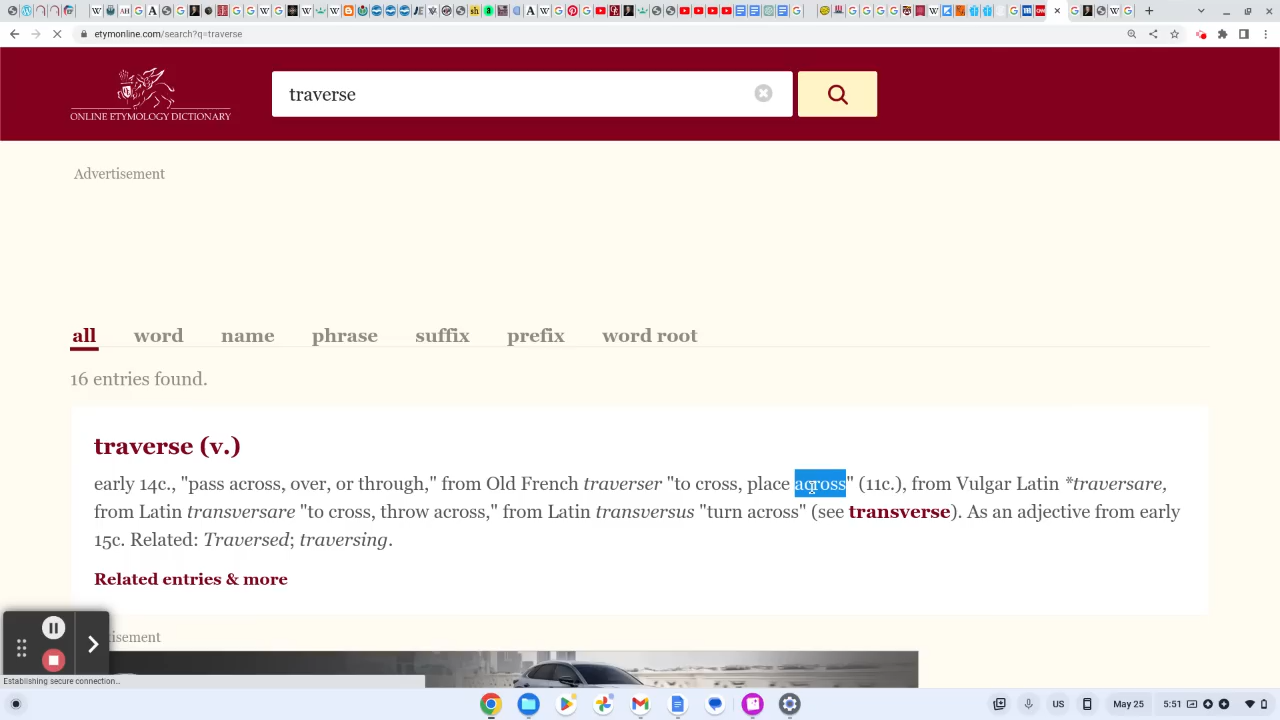 etymonline.com/search?q=traverse
ONLINE ETYMOLOGY DICTIONARY
traverse
Advertisement
all word name phrase suffix prefix word root
16 entries found.
traverse (v.)
early 14c., "pass across, over, or through," from Old French traverser "to cross, place across" (11c.), from Vulgar Latin *traversare,
from Latin transversare "to cross, throw across," from Latin transversus "turn across" (see transverse). As an adjective from early
15c. Related: Traversed; traversing.
Related entries & more
isement
Establishing secure connection...
US May 25 5:51